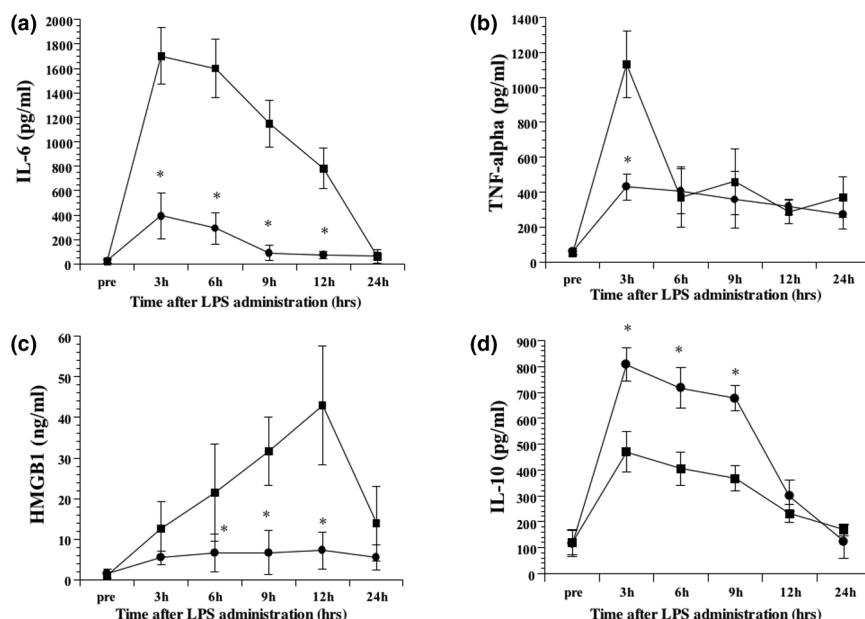 (a)
2000
1800
1600
1400
1200
1000
800
600
400
200
0
IL-6 (pg/ml)
*
*
*
*
pre 3h 6h 9h 12h 24h
Time after LPS administration (hrs)
(b)
1400
1200
1000
800
600
400
200
0
TNF-alpha (pg/ml)
*
pre 3h 6h 9h 12h 24h
Time after LPS administration (hrs)
(c)
60
50
40
30
20
10
0
HMGB1 (ng/ml)
*
*
*
pre 3h 6h 9h 12h 24h
Time after LPS administration (hrs)
(d)
900
800
700
600
500
400
300
200
100
0
IL-10 (pg/ml)
*
*
*
pre 3h 6h 9h 12h 24h
Time after LPS administration (hrs)